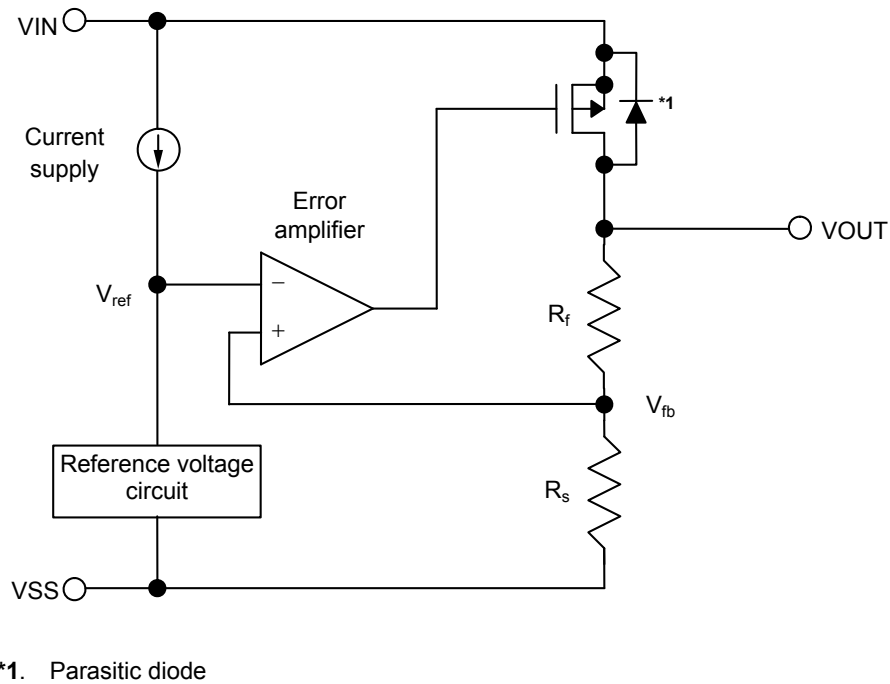 VIN
*1
Current
supply
Error
amplifier
VOUT
Vref
−
+
Rf
Vfb
Reference voltage
circuit
Rs
VSS
*1. Parasitic diode